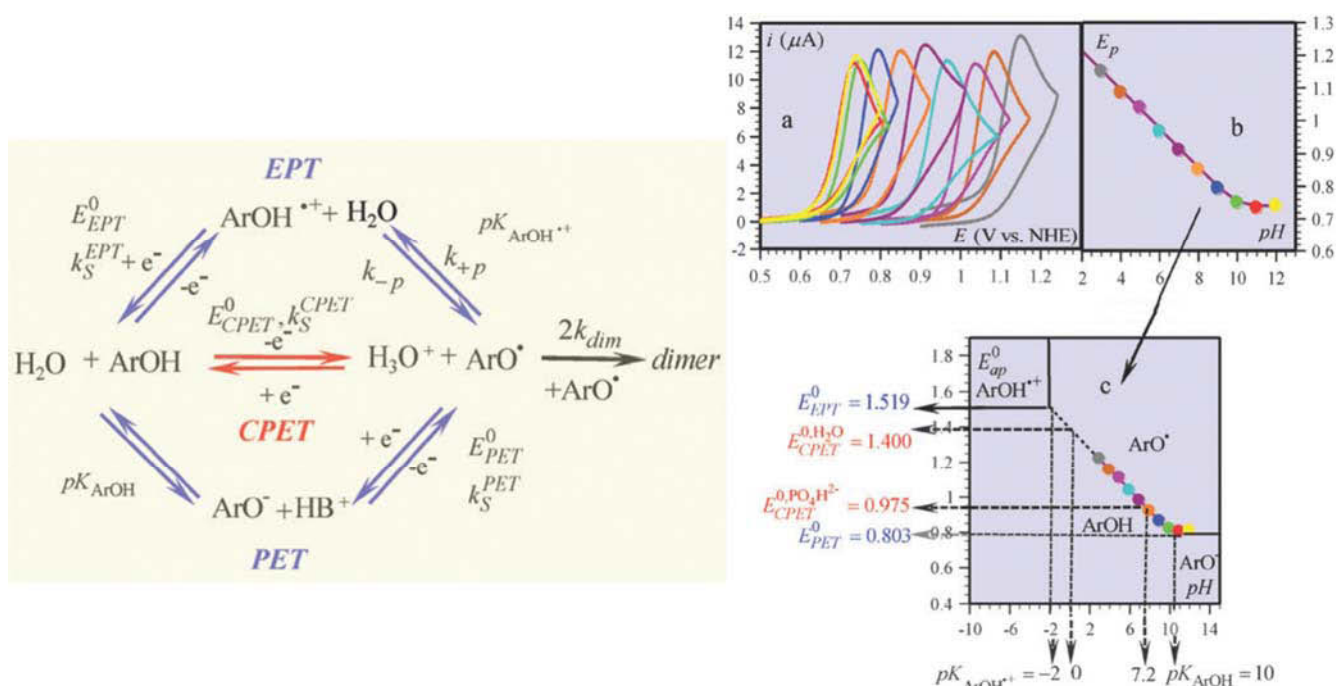 EPT
E⁰EPT
ArOH•+ + H₂O
pKArOH•+
kS^EPT + e⁻
-e⁻
k-p
k+p
E⁰CPET, kS^CPET
-e⁻
2kdim
H₂O + ArOH
H₃O⁺ + ArO•
dimer
+ e⁻
+ArO•
CPET
+ e⁻
-e⁻
E⁰PET
pKArOH
kS^PET
ArO⁻ + HB⁺
PET
14
12
10
8
6
4
2
0
-2
i (μA)
a
E (V vs. NHE)
0.5 0.6 0.7 0.8 0.9 1 1.1 1.2
Ep
b
pH
1.3
1.2
1.1
1
0.9
0.8
0.7
0.6
2 4 6 8 10 12
1.8
1.6
1.4
1.2
1
0.8
0.6
0.4
E⁰ap
ArOH•+
c
ArO•
ArOH
ArO⁻
pH
E⁰EPT = 1.519
E⁰,H₂O CPET = 1.400
E⁰,PO₄H²⁻ CPET = 0.975
E⁰PET = 0.803
-10 -6 -2 2 6 10 14
pKArOH•+ = -2 0 7.2 pKArOH = 10